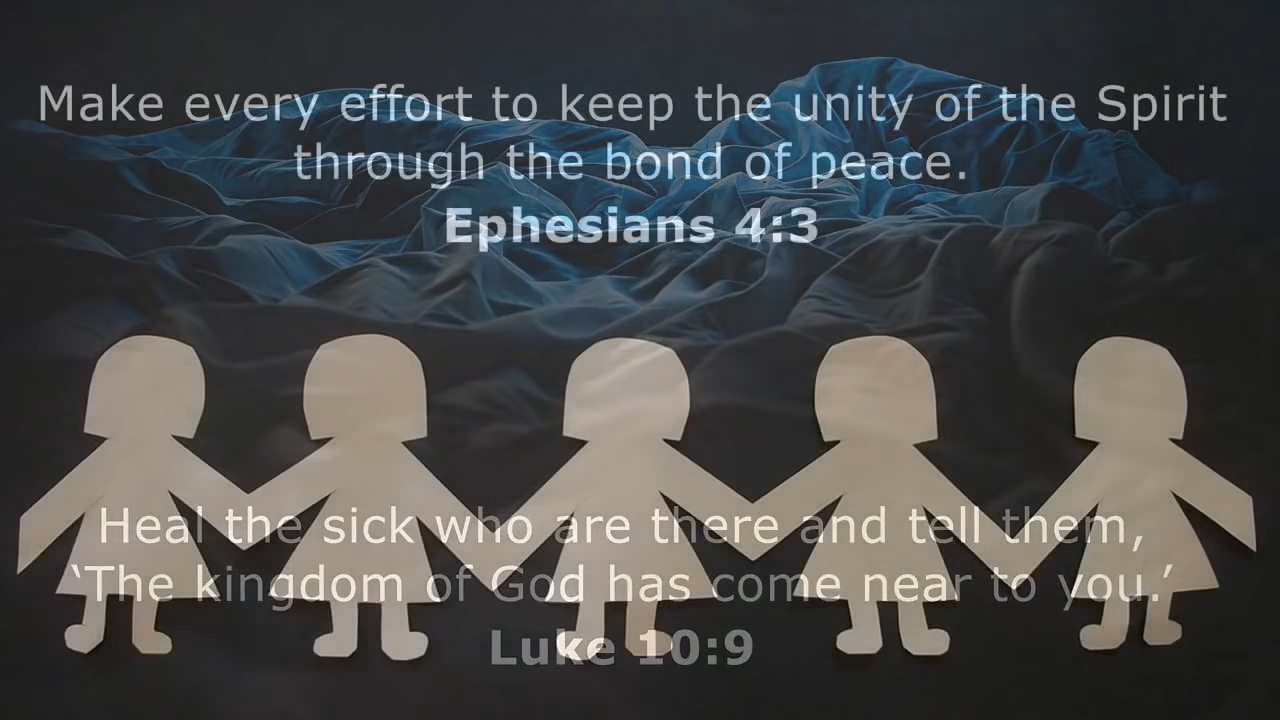 Make every effort to keep the unity of the Spirit
through the bond of peace.
Ephesians 4:3
Heal the sick who are there and tell them,
‘The kingdom of God has come near to you.’
Luke 10:9